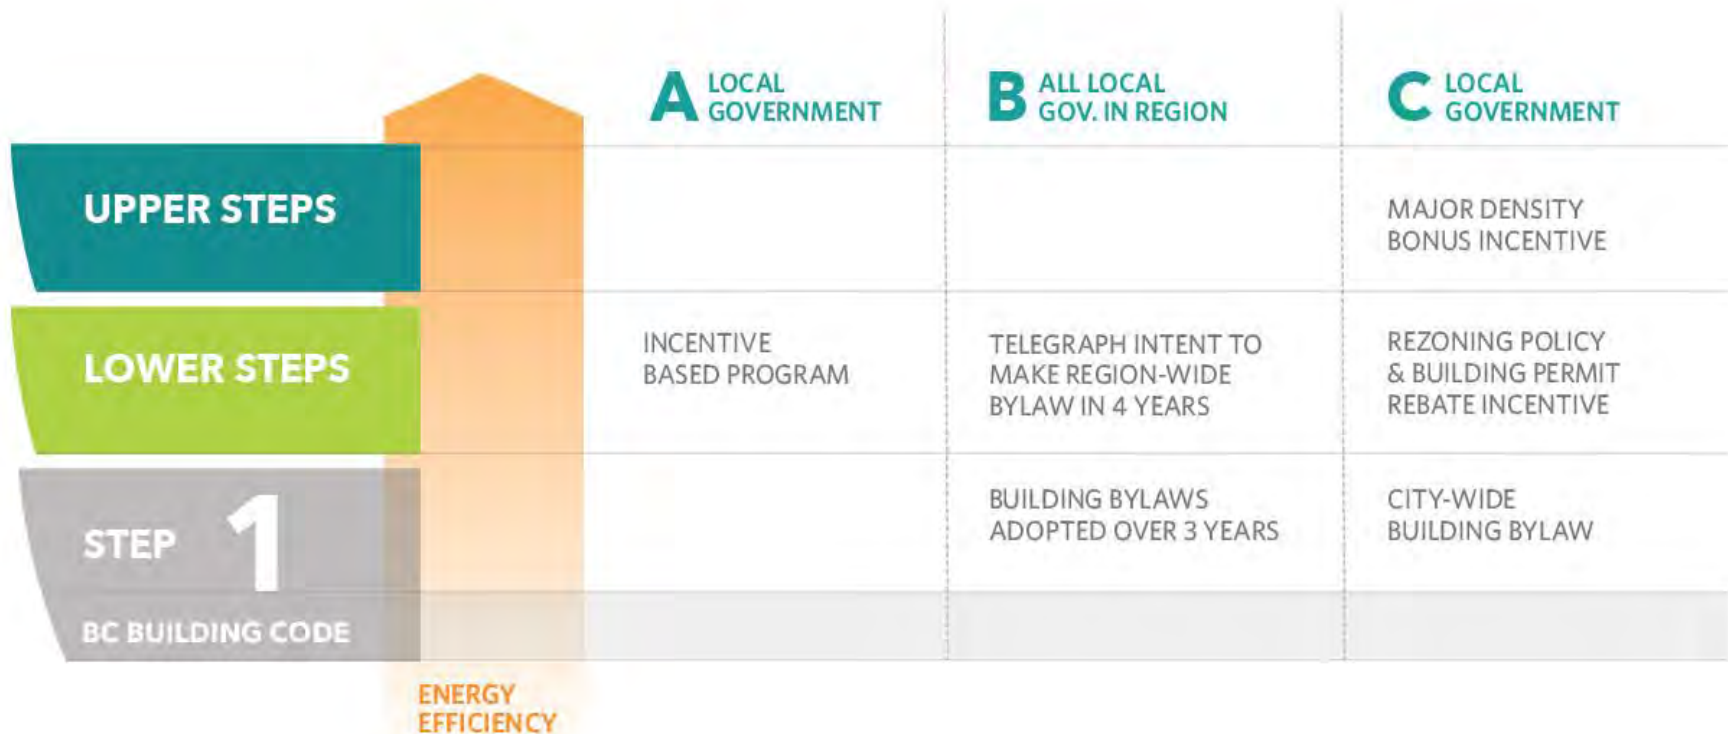 A LOCAL
GOVERNMENT
B ALL LOCAL
GOV. IN REGION
C LOCAL
GOVERNMENT
UPPER STEPS
MAJOR DENSITY
BONUS INCENTIVE
LOWER STEPS
INCENTIVE
BASED PROGRAM
TELEGRAPH INTENT TO
MAKE REGION-WIDE
BYLAW IN 4 YEARS
REZONING POLICY
& BUILDING PERMIT
REBATE INCENTIVE
STEP 1
BUILDING BYLAWS
ADOPTED OVER 3 YEARS
CITY-WIDE
BUILDING BYLAW
BC BUILDING CODE
ENERGY
EFFICIENCY